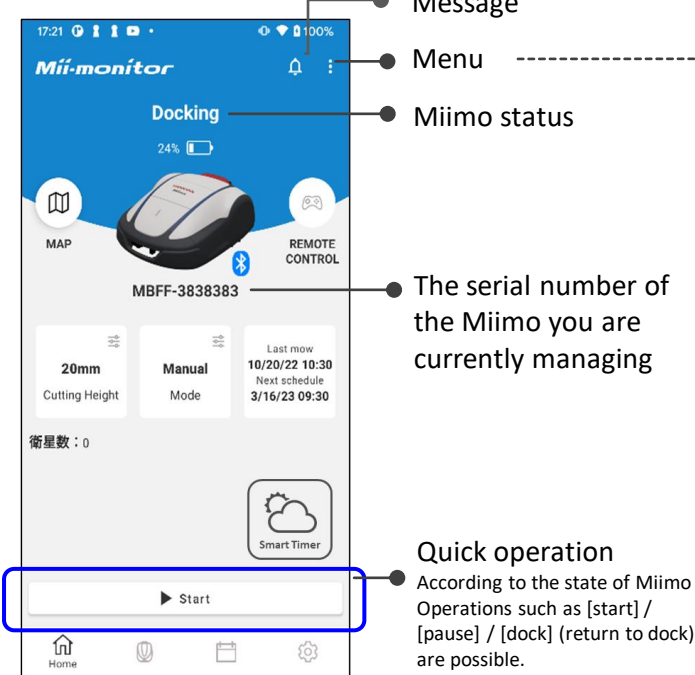 Message
17:21 100%
Mii-monitor
Menu
Docking
Miimo status
24%
MAP
REMOTE
CONTROL
MBFF-3838383
The serial number of
the Miimo you are
currently managing
20mm
Cutting Height
Manual
Mode
Last mow
10/20/22 10:30
Next schedule
3/16/23 09:30
衛星数：0
Smart Timer
Quick operation
According to the state of Miimo
Operations such as [start] /
[pause] / [dock] (return to dock)
are possible.
Start
Home